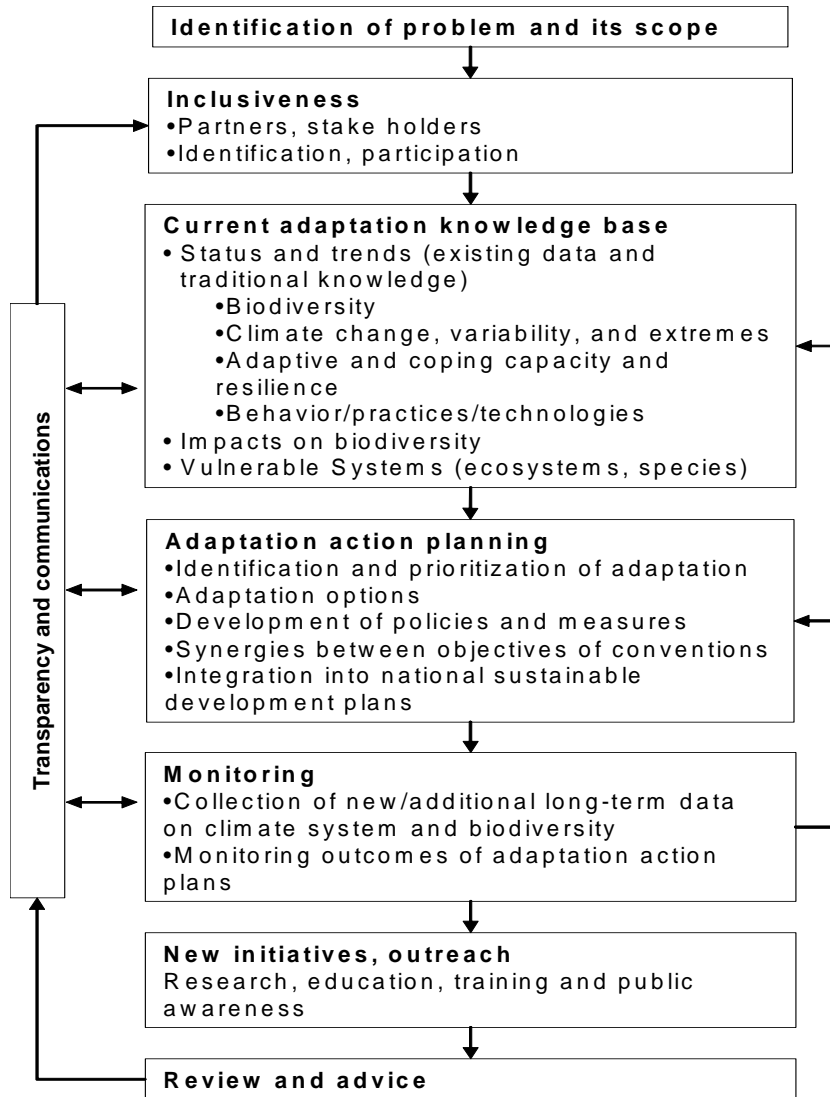 Identification of problem and its scope
Inclusiveness
•Partners, stake holders
•Identification, participation
Current adaptation knowledge base
• Status and trends (existing data and
traditional knowledge)
•Biodiversity
•Climate change, variability, and extremes
•Adaptive and coping capacity and
resilience
•Behavior/practices/technologies
• Impacts on biodiversity
• Vulnerable Systems (ecosystems, species)
Transparency and communications
Adaptation action planning
•Identification and prioritization of adaptation
•Adaptation options
•Development of policies and measures
•Synergies between objectives of conventions
•Integration into national sustainable
development plans
Monitoring
•Collection of new/additional long-term data
on climate system and biodiversity
•Monitoring outcomes of adaptation action
plans
New initiatives, outreach
Research, education, training and public
awareness
Review and advice